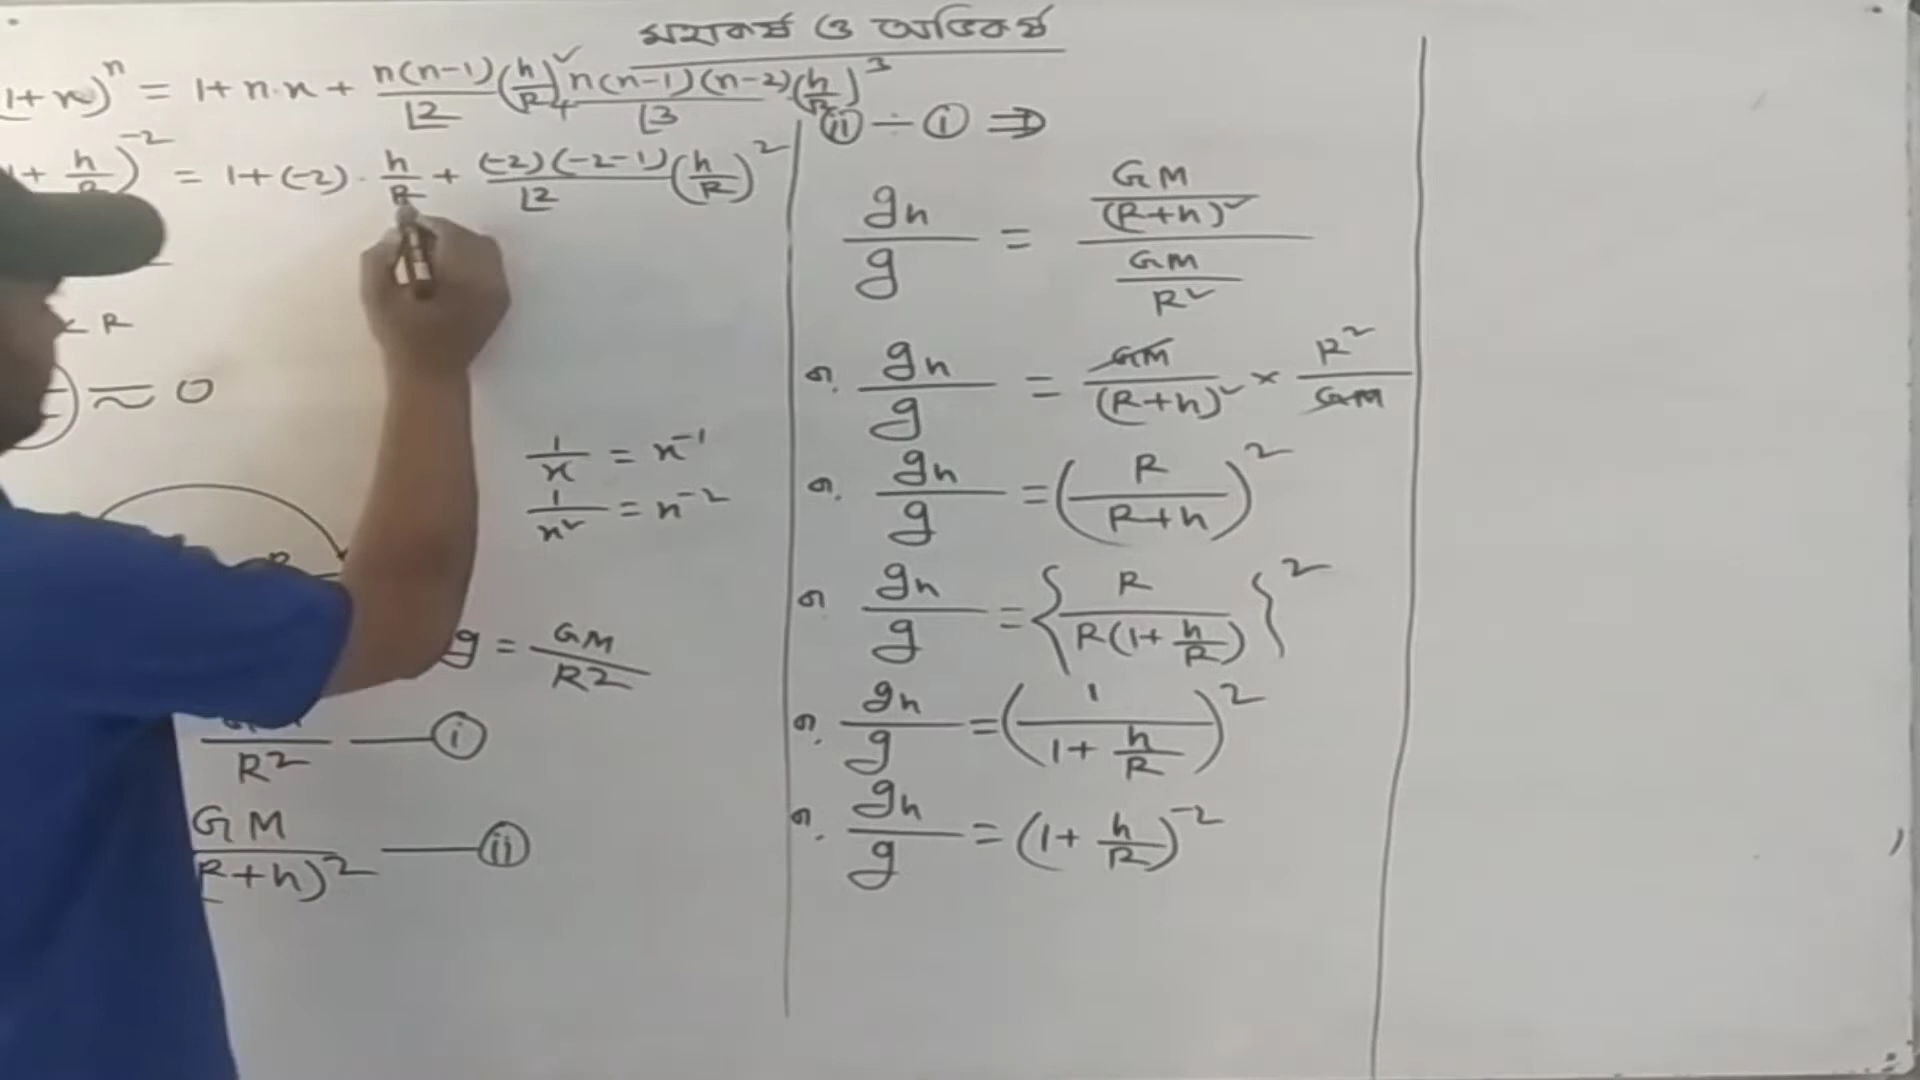 মহাকর্ষ ও অভিকর্ষ
1+x)^n = 1+n·x + n(n-1)/⌊2 (h/R)^2 + n(n-1)(n-2)/⌊3 (h/R)^3
1+ h/R)^-2 = 1+(-2)· h/R + (-2)(-2-1)/⌊2 (h/R)^2
R
≈ 0
1/x = x^-1
1/x^2 = x^-2
g = GM/R2
R2 — (i)
GM/(R+h)2 — (ii)
(ii) ÷ (i) ⇒
gh/g = GM/(R+h)^2 / GM/R^2
বা. gh/g = GM/(R+h)^2 × R^2/GM
বা. gh/g = (R/R+h)^2
বা gh/g = {R/R(1+ h/R)}^2
বা. gh/g = (1/1+ h/R)^2
বা. gh/g = (1+ h/R)^-2